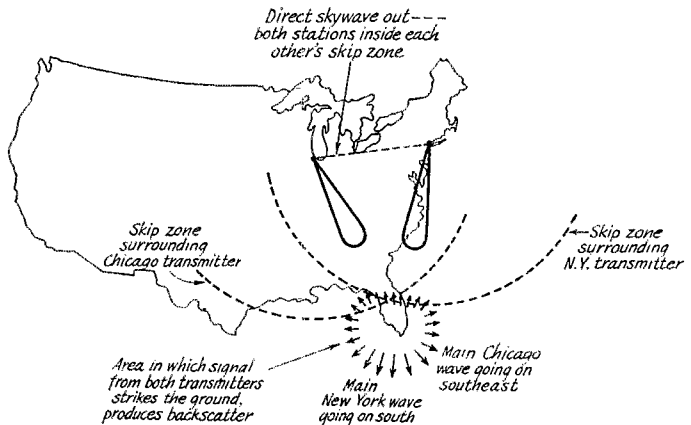 Direct skywave out ---
both stations inside each
other's skip zone
Skip zone
surrounding
Chicago transmitter
Skip zone
surrounding
N.Y. transmitter
Area in which signal
from both transmitters
strikes the ground,
produces backscatter
Main
New York wave
going on south
Main Chicago
wave going on
southeast